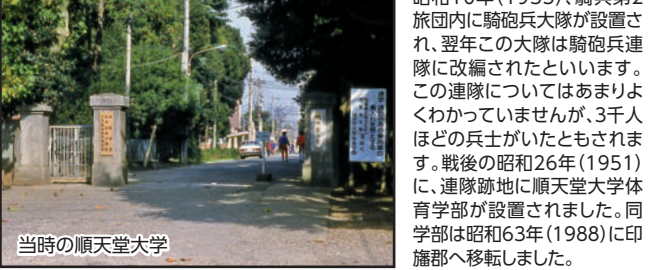 旅団内に騎砲兵大隊が設置さ
れ、翌年この大隊は騎砲兵連
隊に改編されたといいます。
この連隊についてはあまりよ
くわかっていませんが、3千人
ほどの兵士がいたともされま
す。戦後の昭和26年(1951)
に、連隊跡地に順天堂大学体
育学部が設置されました。同
学部は昭和63年(1988)に印
旛郡へ移転しました。
当時の順天堂大学